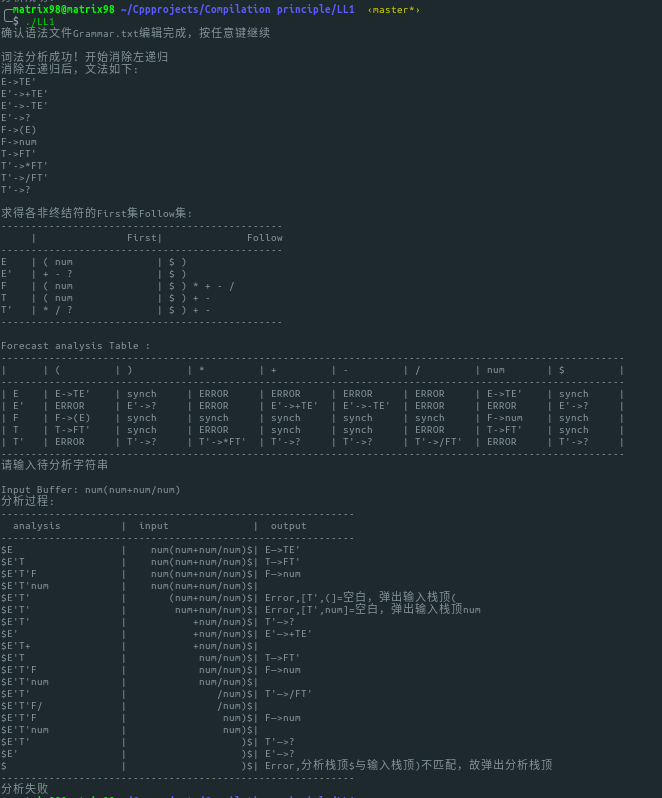 ╭─matrix98@matrix98 ~/Cppprojects/Compilation principle/LL1  ‹master*›
╰─$ ./LL1
确认语法文件Grammar.txt编辑完成，按任意键继续
词法分析成功！开始消除左递归
消除左递归后，文法如下：
E->TE'
E'->+TE'
E'->-TE'
E'->?
F->(E)
F->num
T->FT'
T'->*FT'
T'->/FT'
T'->?
求得各非终结符的First集Follow集:
-----------------------------------------------
     |               First|              Follow
-----------------------------------------------
E    | ( num              | $ )
E'   | + - ?              | $ )
F    | ( num              | $ ) * + - /
T    | ( num              | $ ) + -
T'   | * / ?              | $ ) + -
-----------------------------------------------
Forecast analysis Table :
--------------------------------------------------------------------------------------------------------
|      | (         | )         | *         | +         | -         | /         | num       | $         |
--------------------------------------------------------------------------------------------------------
| E    | E->TE'    | synch     | ERROR     | ERROR     | ERROR     | ERROR     | E->TE'    | synch     |
| E'   | ERROR     | E'->?     | ERROR     | E'->+TE'  | E'->-TE'  | ERROR     | ERROR     | E'->?     |
| F    | F->(E)    | synch     | synch     | synch     | synch     | synch     | F->num    | synch     |
| T    | T->FT'    | synch     | ERROR     | synch     | synch     | ERROR     | T->FT'    | synch     |
| T'   | ERROR     | T'->?     | T'->*FT'  | T'->?     | T'->?     | T'->/FT'  | ERROR     | T'->?     |
--------------------------------------------------------------------------------------------------------
请输入待分析字符串
Input Buffer: num(num+num/num)
分析过程:
-----------------------------------------------------------
  analysis          |  input              |  output
-----------------------------------------------------------
$E                  |    num(num+num/num)$| E—>TE'
$E'T                |    num(num+num/num)$| T—>FT'
$E'T'F              |    num(num+num/num)$| F—>num
$E'T'num            |    num(num+num/num)$|
$E'T'               |       (num+num/num)$| Error,[T',(]=空白，弹出输入栈顶(
$E'T'               |        num+num/num)$| Error,[T',num]=空白，弹出输入栈顶num
$E'T'               |           +num/num)$| T'—>?
$E'                 |           +num/num)$| E'—>+TE'
$E'T+               |           +num/num)$|
$E'T                |            num/num)$| T—>FT'
$E'T'F              |            num/num)$| F—>num
$E'T'num            |            num/num)$|
$E'T'               |               /num)$| T'—>/FT'
$E'T'F/             |               /num)$|
$E'T'F              |                num)$| F—>num
$E'T'num            |                num)$|
$E'T'               |                   )$| T'—>?
$E'                 |                   )$| E'—>?
$                   |                   )$| Error,分析栈顶$与输入栈顶)不匹配，故弹出分析栈顶
-----------------------------------------------------------
分析失败